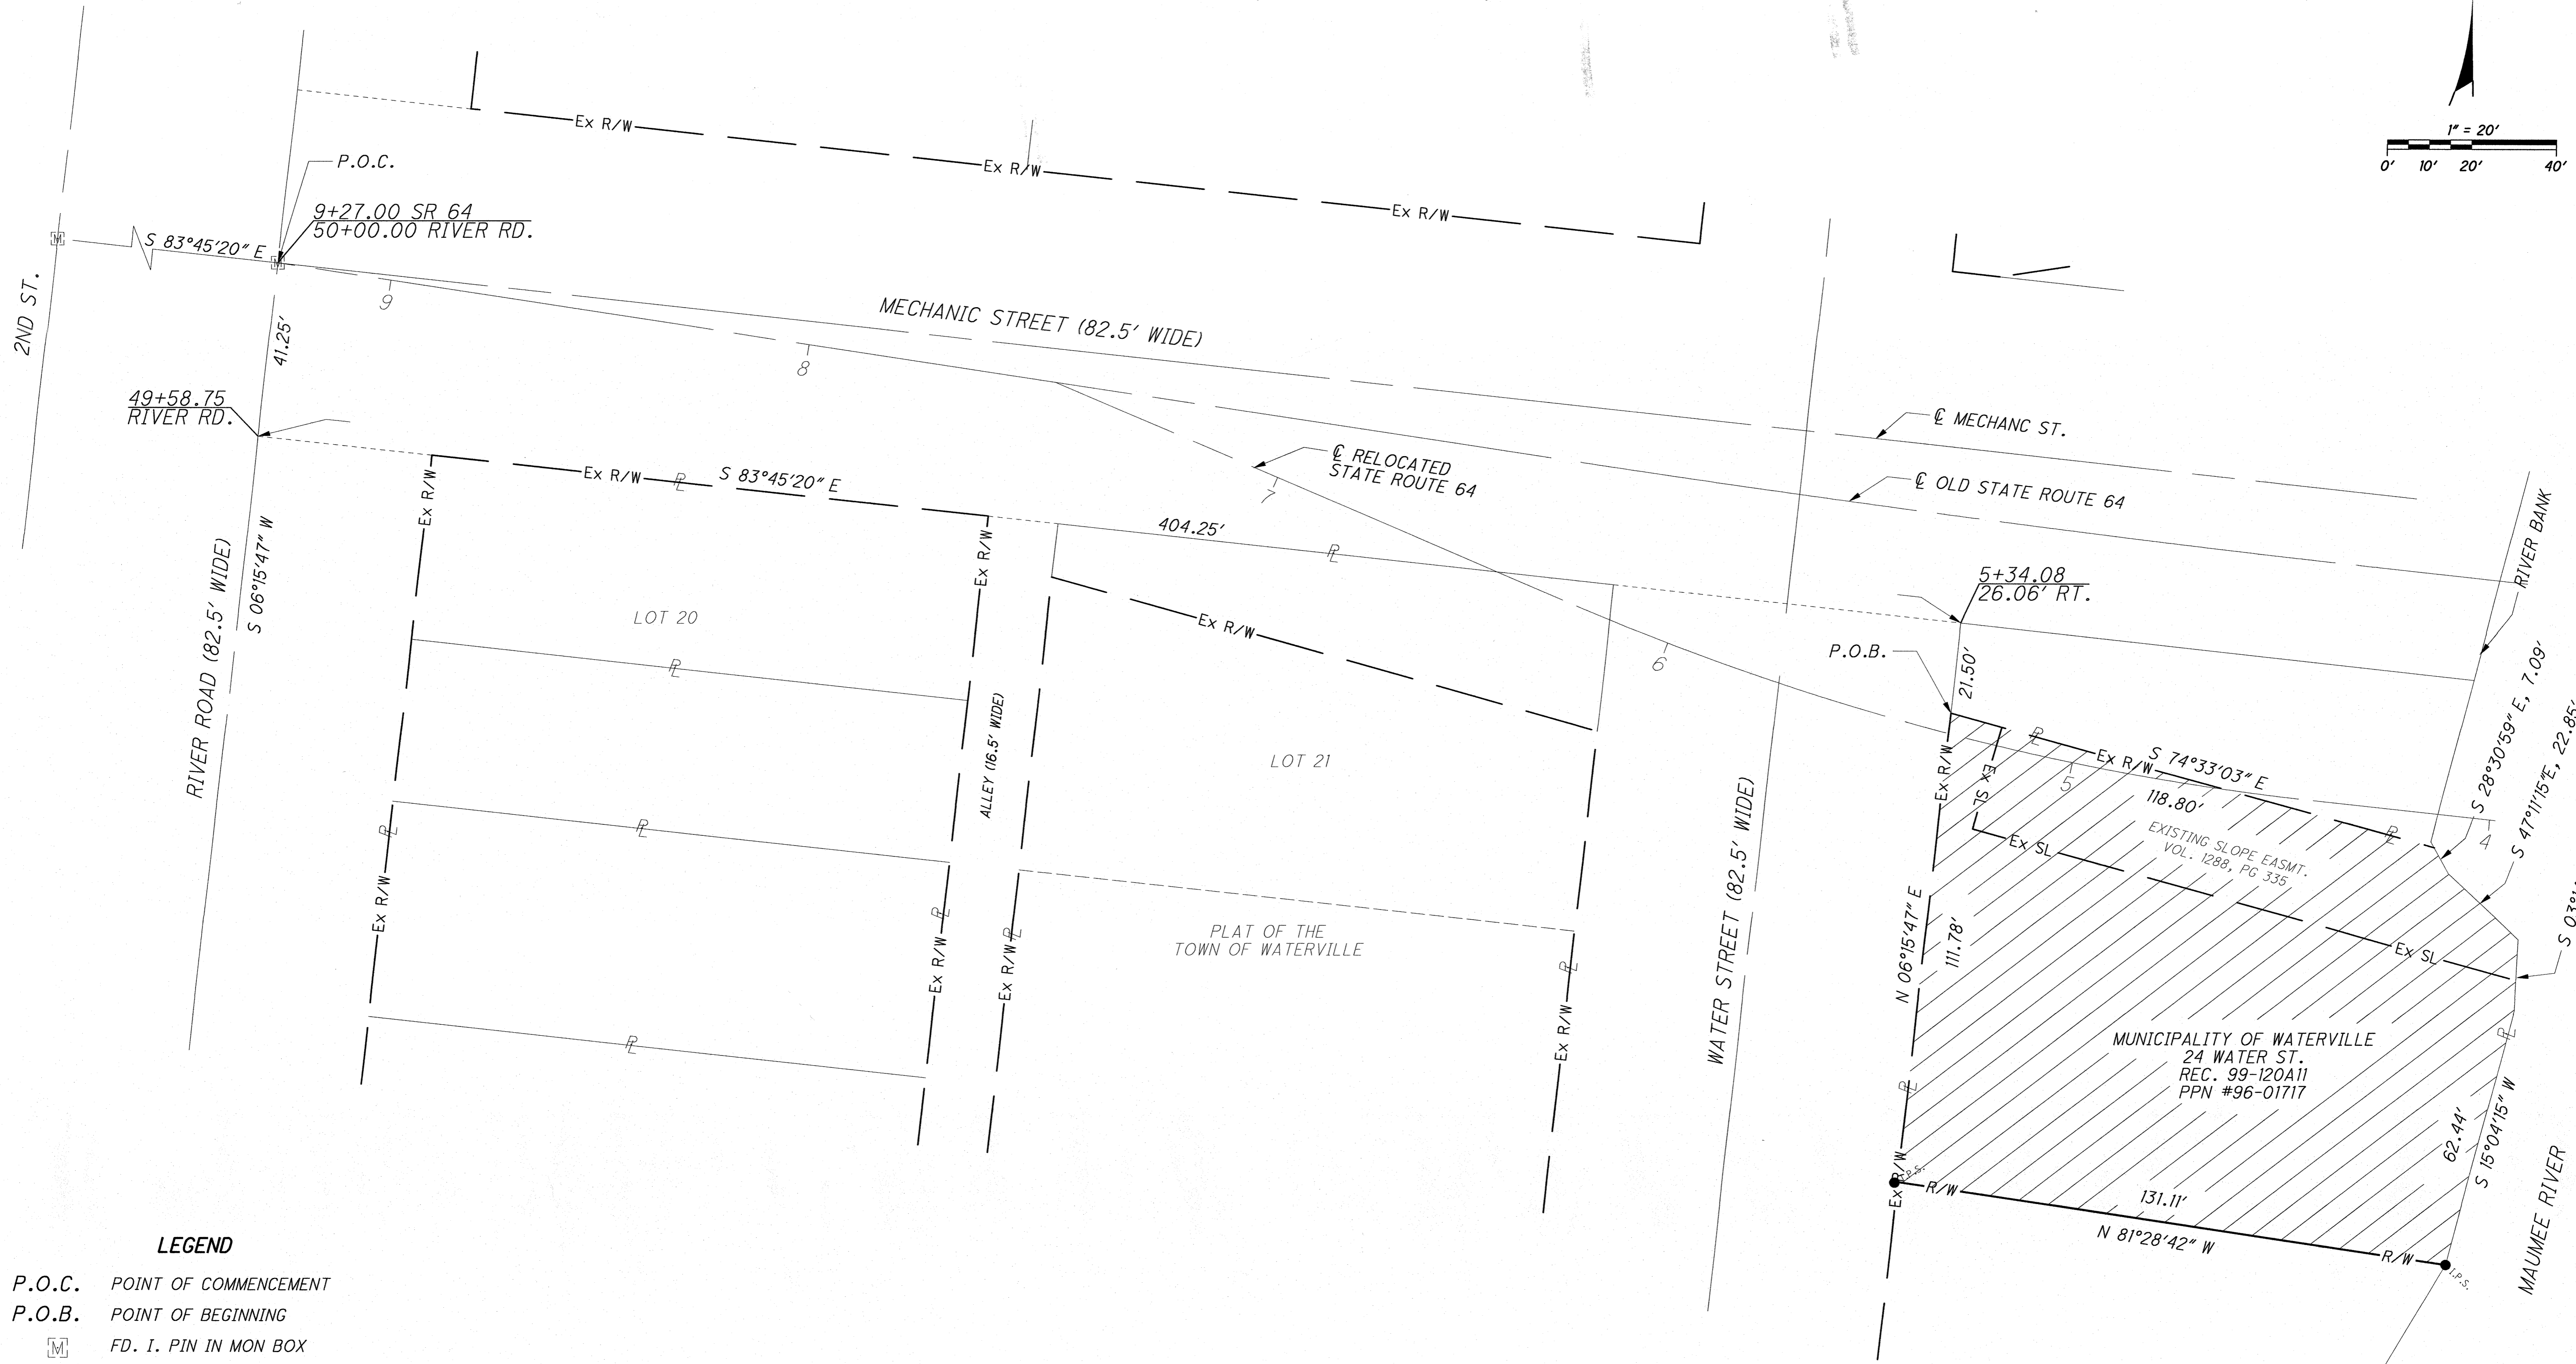 1" = 20'
0' 10' 20' 40'
Ex R/W
Ex R/W
Ex R/W
P.O.C.
9+27.00 SR 64
50+00.00 RIVER RD.
S 83°45'20" E
2ND ST.
41.25'
9
8
7
6
5
4
MECHANIC STREET (82.5' WIDE)
49+58.75
RIVER RD.
℄ MECHANC ST.
℄ RELOCATED
STATE ROUTE 64
℄ OLD STATE ROUTE 64
RIVER BANK
Ex R/W
Ex R/W
S 83°45'20" E
Ex R/W
404.25'
5+34.08
26.06' RT.
P.O.B.
21.50'
RIVER ROAD (82.5' WIDE)
S 06°15'47" W
LOT 20
Ex R/W
LOT 21
ALLEY (16.5' WIDE)
Ex R/W
Ex R/W
Ex R/W
Ex R/W
PLAT OF THE
TOWN OF WATERVILLE
WATER STREET (82.5' WIDE)
Ex R/W
Ex SL
Ex R/W
S 74°33'03" E
118.80'
EXISTING SLOPE EASMT.
VOL. 1288, PG 335
Ex SL
Ex SL
S 28°30'59" E, 7.09'
S 47°11'15"E, 22.85'
S 03°
N 06°15'47" E
111.78'
MUNICIPALITY OF WATERVILLE
24 WATER ST.
REC. 99-120A11
PPN #96-01717
62.44'
S 15°04'15" W
MAUMEE RIVER
Ex R/W
I.P.S.
R/W
131.11'
N 81°28'42" W
R/W
I.P.S.
LEGEND
P.O.C. POINT OF COMMENCEMENT
P.O.B. POINT OF BEGINNING
M FD. I. PIN IN MON BOX